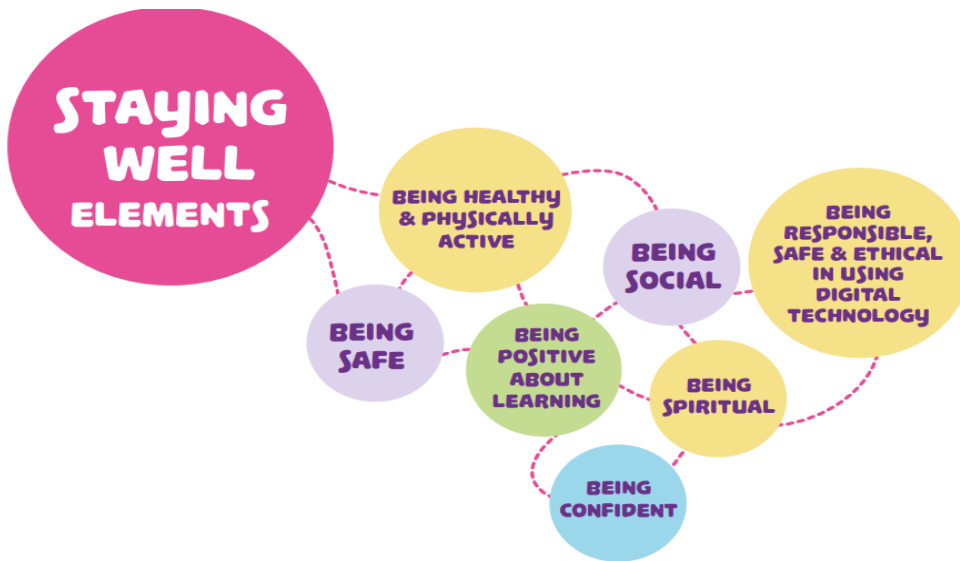 STAYING
WELL
ELEMENTS
BEING HEALTHY
& PHYSICALLY
ACTIVE
BEING
SOCIAL
BEING
RESPONSIBLE,
SAFE & ETHICAL
IN USING
DIGITAL
TECHNOLOGY
BEING
SAFE
BEING
POSITIVE
ABOUT
LEARNING
BEING
SPIRITUAL
BEING
CONFIDENT